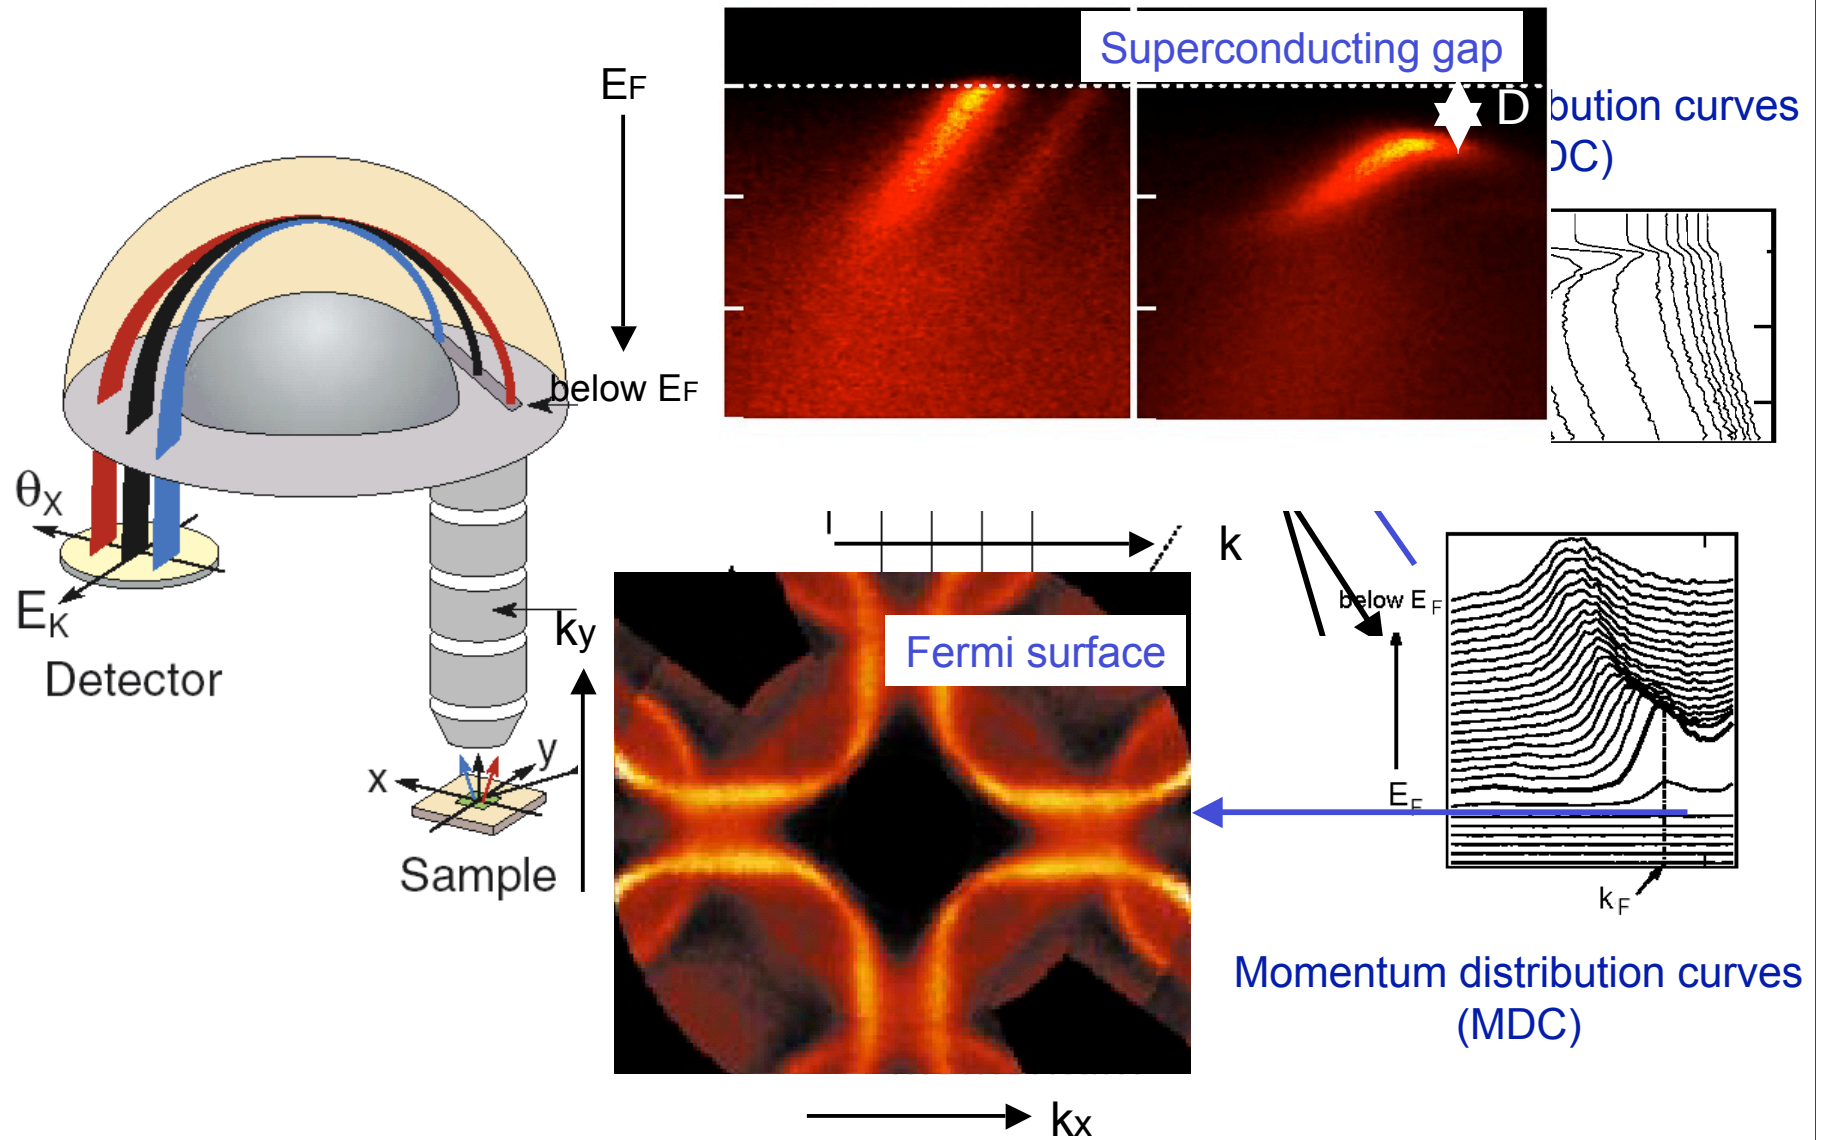 Superconducting gap
EF
D
bution curves
DC)
below EF
θX
EK
Detector
k
below EF
ky
Fermi surface
EF
x
y
Sample
kF
Momentum distribution curves
(MDC)
kx